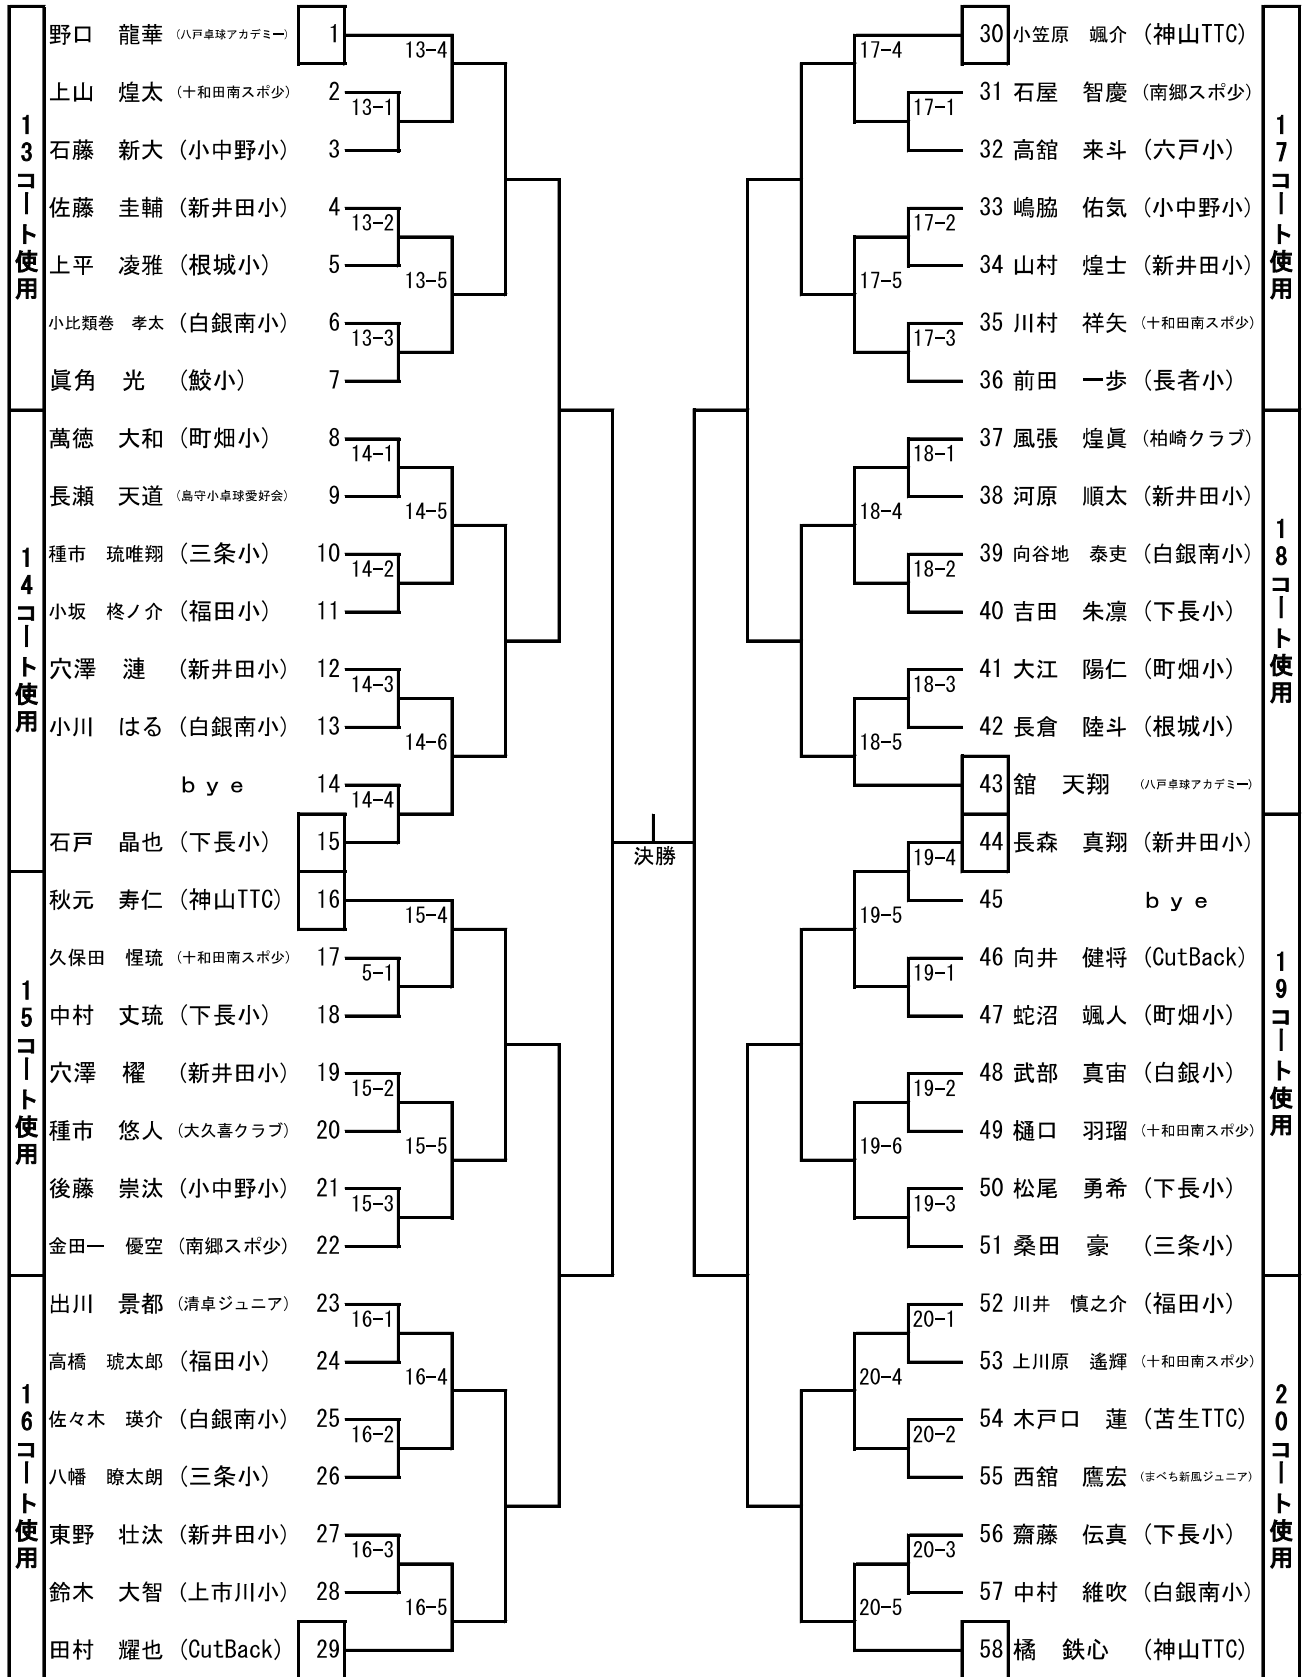 13コート使用
野口 龍華 (八戸卓球アカデミー) 1
13-4
上山 煌太 (十和田南スポ少) 2
13-1
石藤 新大 (小中野小) 3
佐藤 圭輔 (新井田小) 4
13-2
上平 凌雅 (根城小) 5
13-5
小比類巻 孝太 (白銀南小) 6
13-3
眞角 光 (鮫小) 7
14コート使用
萬徳 大和 (町畑小) 8
14-1
長瀬 天道 (島守小卓球愛好会) 9
14-5
種市 琉唯翔 (三条小) 10
14-2
小坂 柊ノ介 (福田小) 11
穴澤 漣 (新井田小) 12
14-3
小川 はる (白銀南小) 13
14-6
bye 14
14-4
石戸 晶也 (下長小) 15
15コート使用
秋元 寿仁 (神山TTC) 16
15-4
久保田 惺琉 (十和田南スポ少) 17
5-1
中村 丈琉 (下長小) 18
穴澤 櫂 (新井田小) 19
15-2
種市 悠人 (大久喜クラブ) 20
15-5
後藤 崇汰 (小中野小) 21
15-3
金田一 優空 (南郷スポ少) 22
16コート使用
出川 景都 (清卓ジュニア) 23
16-1
高橋 琥太郎 (福田小) 24
16-4
佐々木 瑛介 (白銀南小) 25
16-2
八幡 瞭太朗 (三条小) 26
東野 壮汰 (新井田小) 27
16-3
鈴木 大智 (上市川小) 28
16-5
田村 耀也 (CutBack) 29
決勝
17コート使用
30 小笠原 颯介 (神山TTC)
17-4
31 石屋 智慶 (南郷スポ少)
17-1
32 高舘 来斗 (六戸小)
33 嶋脇 佑気 (小中野小)
17-2
34 山村 煌士 (新井田小)
17-5
35 川村 祥矢 (十和田南スポ少)
17-3
36 前田 一歩 (長者小)
18コート使用
37 風張 煌眞 (柏崎クラブ)
18-1
38 河原 順太 (新井田小)
18-4
39 向谷地 泰吏 (白銀南小)
18-2
40 吉田 朱凛 (下長小)
41 大江 陽仁 (町畑小)
18-3
42 長倉 陸斗 (根城小)
18-5
43 舘 天翔 (八戸卓球アカデミー)
19コート使用
44 長森 真翔 (新井田小)
19-4
45 bye
19-5
46 向井 健将 (CutBack)
19-1
47 蛇沼 颯人 (町畑小)
48 武部 真宙 (白銀小)
19-2
49 樋口 羽瑠 (十和田南スポ少)
19-6
50 松尾 勇希 (下長小)
19-3
51 桑田 豪 (三条小)
20コート使用
52 川井 慎之介 (福田小)
20-1
53 上川原 遙輝 (十和田南スポ少)
20-4
54 木戸口 蓮 (苫生TTC)
20-2
55 西舘 鷹宏 (まべち新風ジュニア)
56 齋藤 伝真 (下長小)
20-3
57 中村 維吹 (白銀南小)
20-5
58 橘 鉄心 (神山TTC)